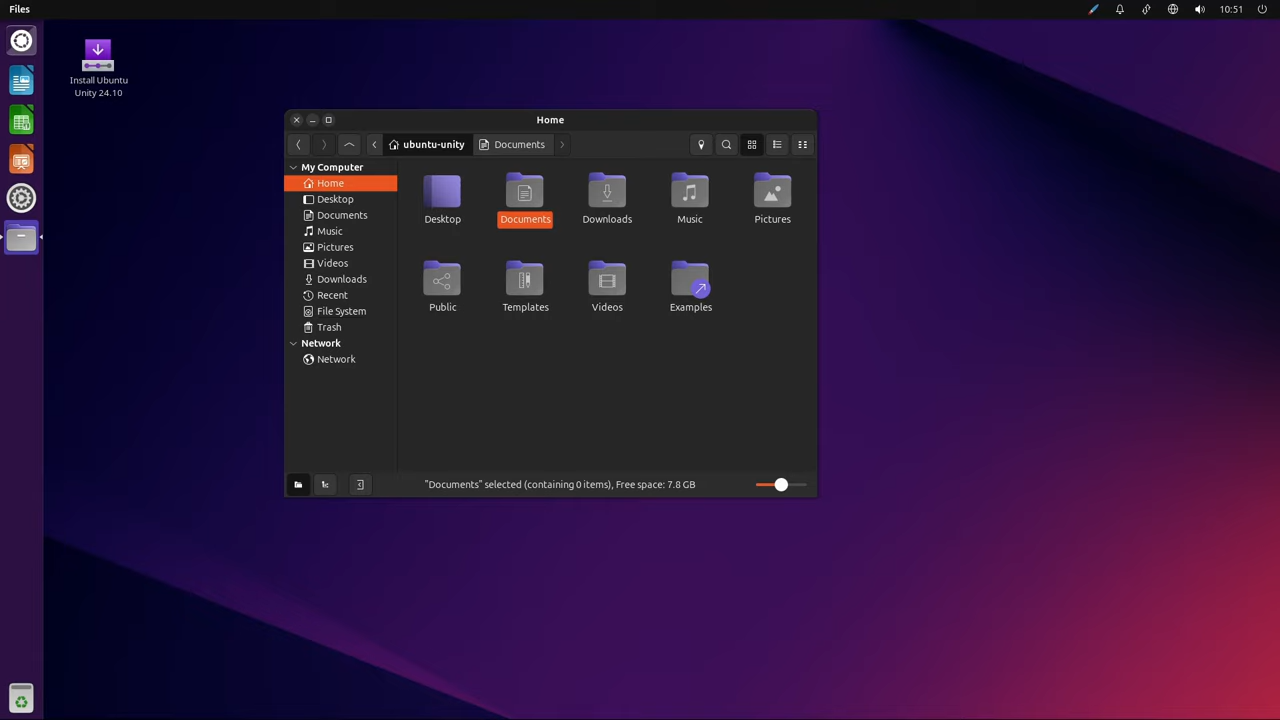 Files
10:51
Install Ubuntu
Unity 24.10
Home
ubuntu-unity
Documents
My Computer
Home
Desktop
Documents
Music
Pictures
Videos
Downloads
Recent
File System
Trash
Network
Network
Desktop
Documents
Downloads
Music
Pictures
Public
Templates
Videos
Examples
"Documents" selected (containing 0 items), Free space: 7.8 GB